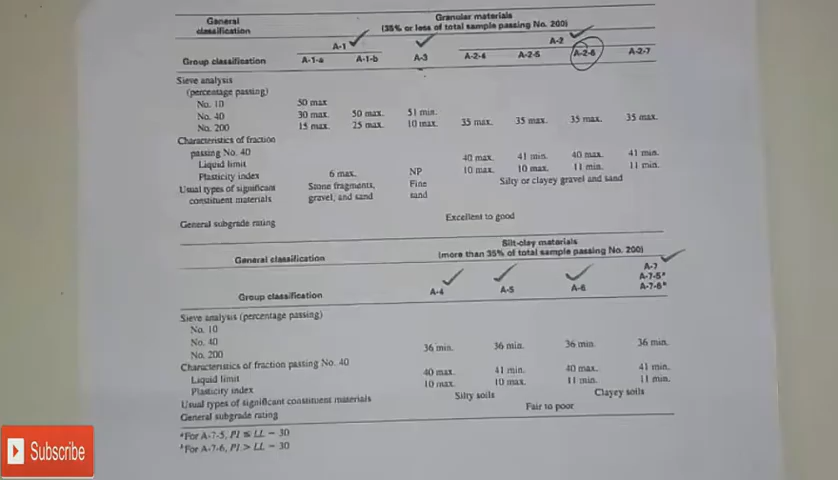 General Granular materials
classification (35% or less of total sample passing No. 200)
A-1 A-2
Group classification A-1-a A-1-b A-3 A-2-4 A-2-5 A-2-6 A-2-7
Sieve analysis
(percentage passing)
No. 10 50 max
No. 40 30 max. 50 max. 51 min.
No. 200 15 max. 25 max. 10 max. 35 max. 35 max. 35 max. 35 max.
Characteristics of fraction
passing No. 40
Liquid limit 40 max. 41 min. 40 max. 41 min.
Plasticity index 6 max. NP 10 max. 10 max. 11 min. 11 min.
Usual types of significant Stone fragments, Fine Silty or clayey gravel and sand
constituent materials gravel, and sand sand
General subgrade rating Excellent to good
Silt-clay materials
General classification (more than 35% of total sample passing No. 200)
A-7
A-7-5ª
Group classification A-4 A-5 A-6 A-7-6ᵇ
Sieve analysis (percentage passing)
No. 10
No. 40
No. 200 36 min. 36 min. 36 min. 36 min.
Characteristics of fraction passing No. 40
Liquid limit 40 max. 41 min. 40 max. 41 min.
Plasticity index 10 max. 10 max. 11 min. 11 min.
Usual types of significant constituent materials Silty soils Clayey soils
General subgrade rating Fair to poor
ªFor A-7-5, PI ≤ LL − 30
ᵇFor A-7-6, PI > LL − 30
Subscribe